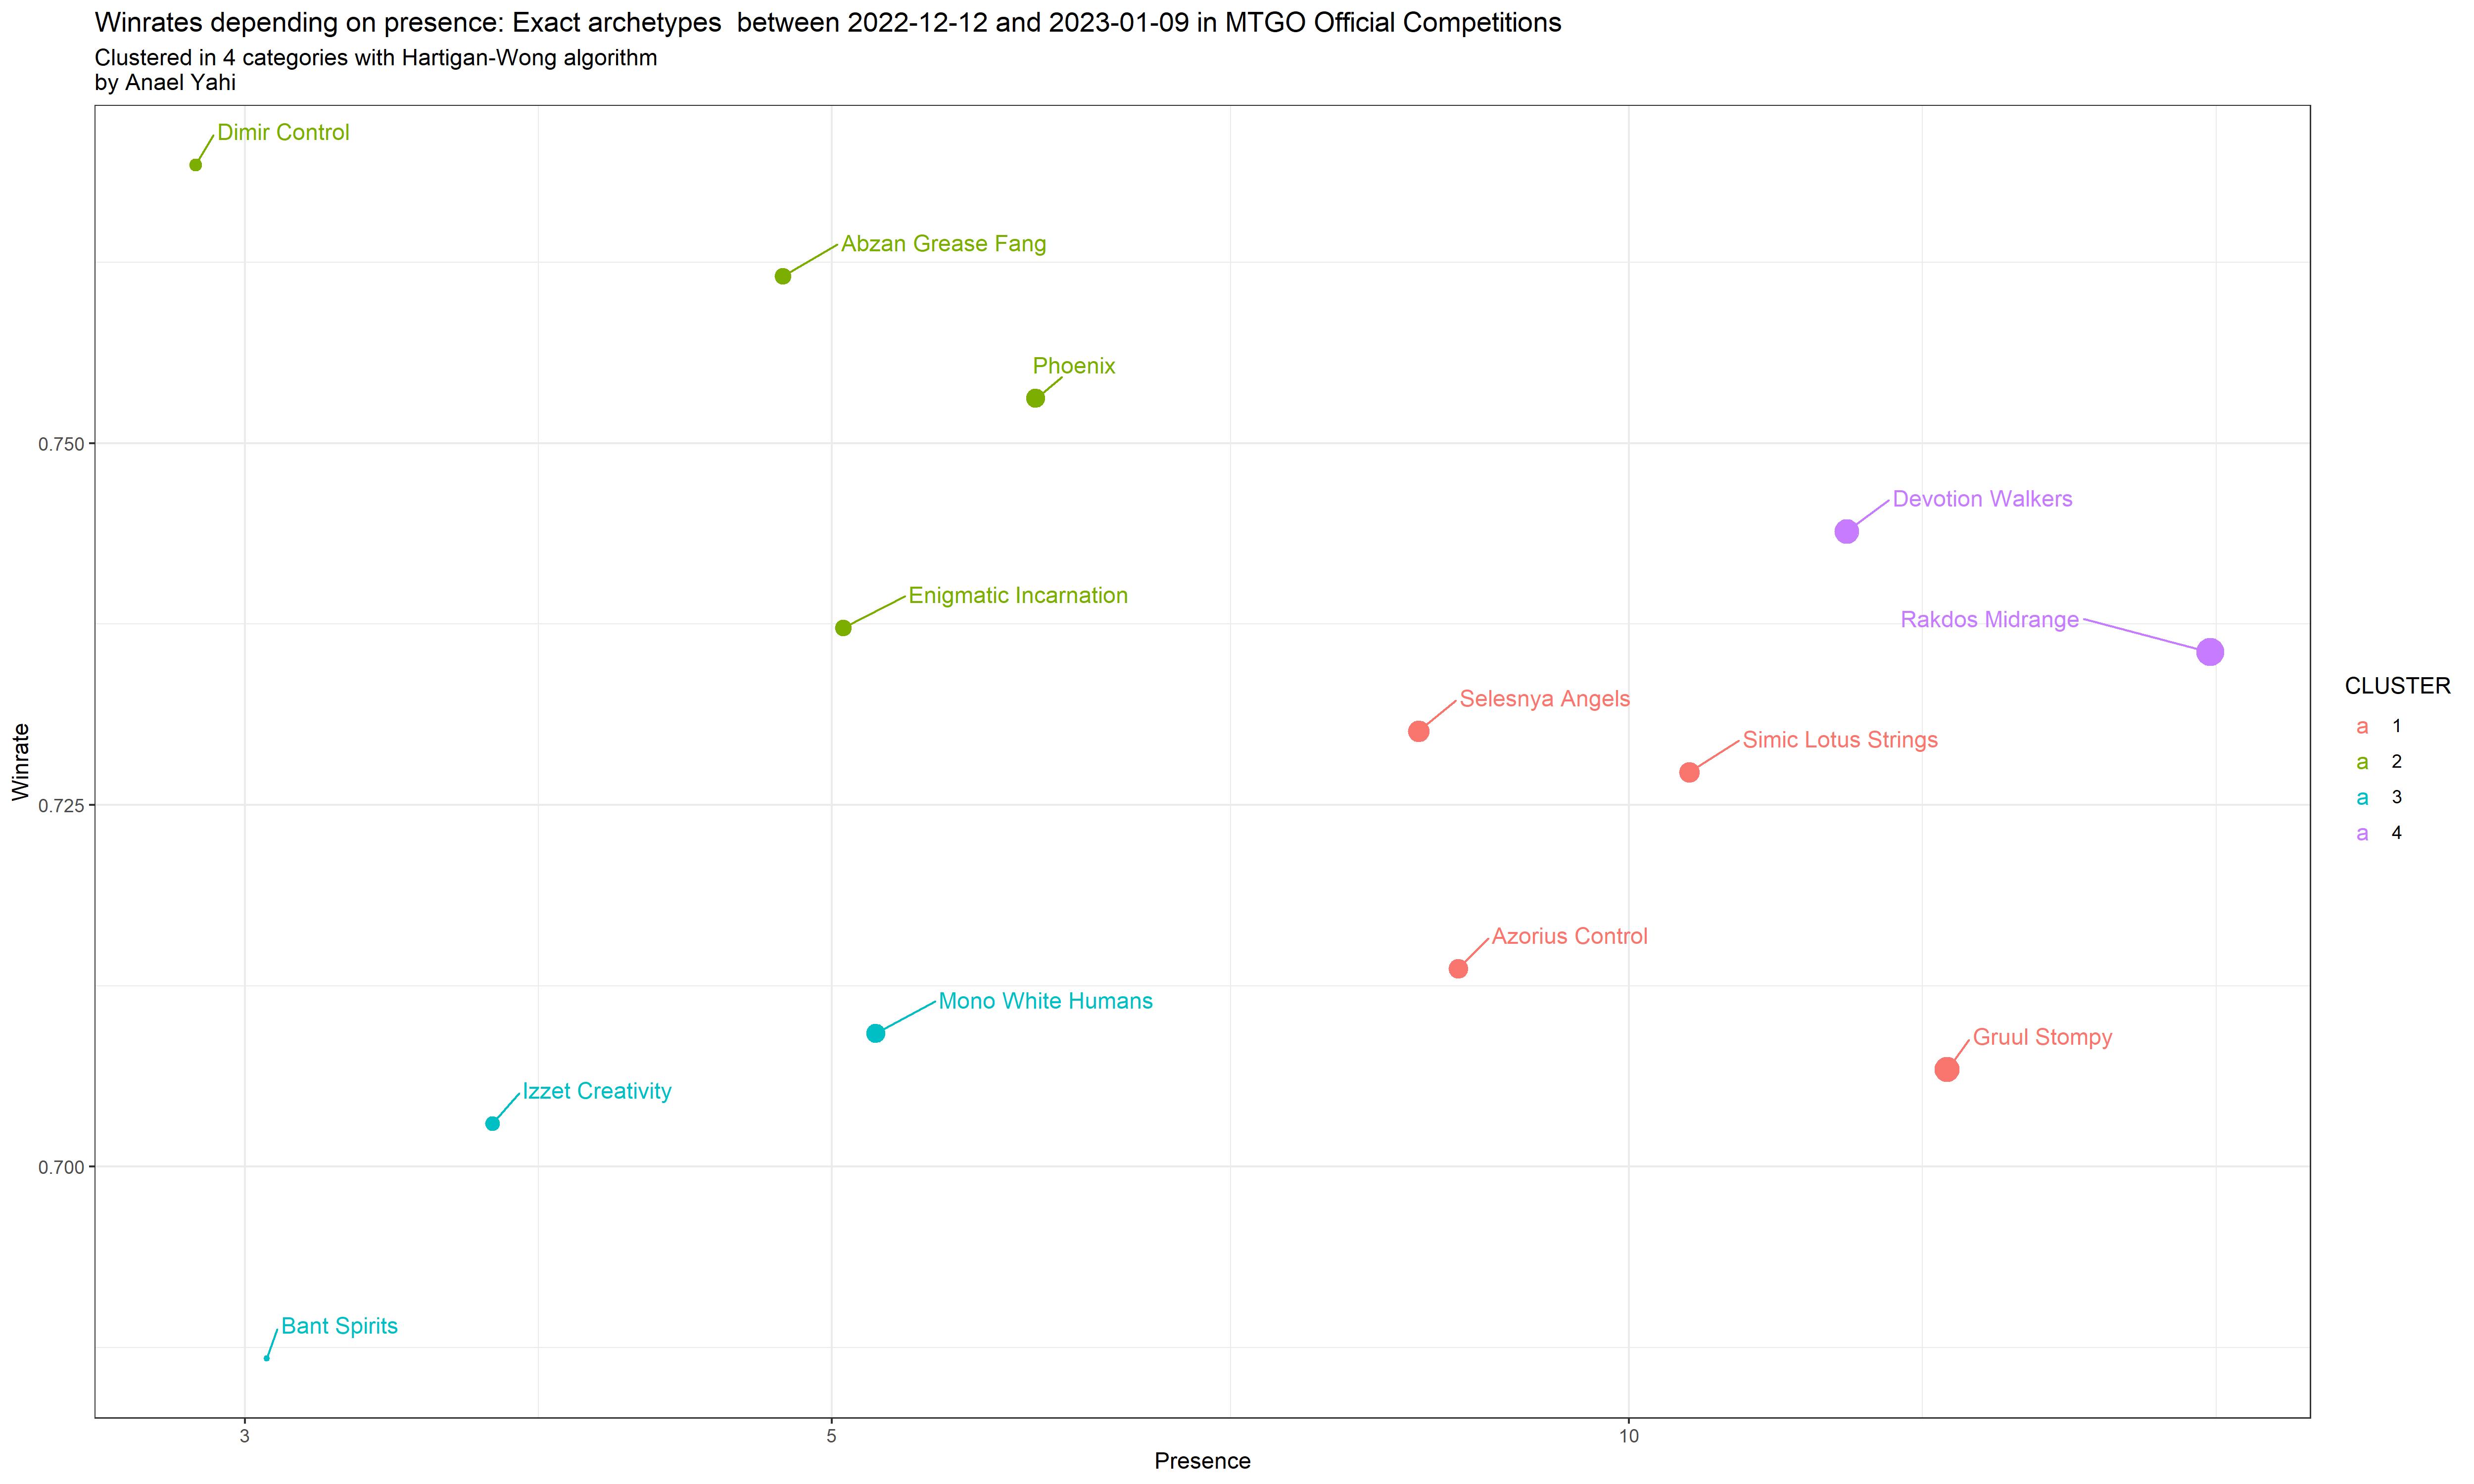 Winrates depending on presence: Exact archetypes  between 2022-12-12 and 2023-01-09 in MTGO Official Competitions
Clustered in 4 categories with Hartigan-Wong algorithm
by Anael Yahi
Dimir Control
Abzan Grease Fang
Phoenix
0.750
Devotion Walkers
Enigmatic Incarnation
Rakdos Midrange
Selesnya Angels
Simic Lotus Strings
0.725
Azorius Control
Mono White Humans
Gruul Stompy
Izzet Creativity
0.700
Bant Spirits
Winrate
3
5
10
Presence
CLUSTER
a 1
a 2
a 3
a 4